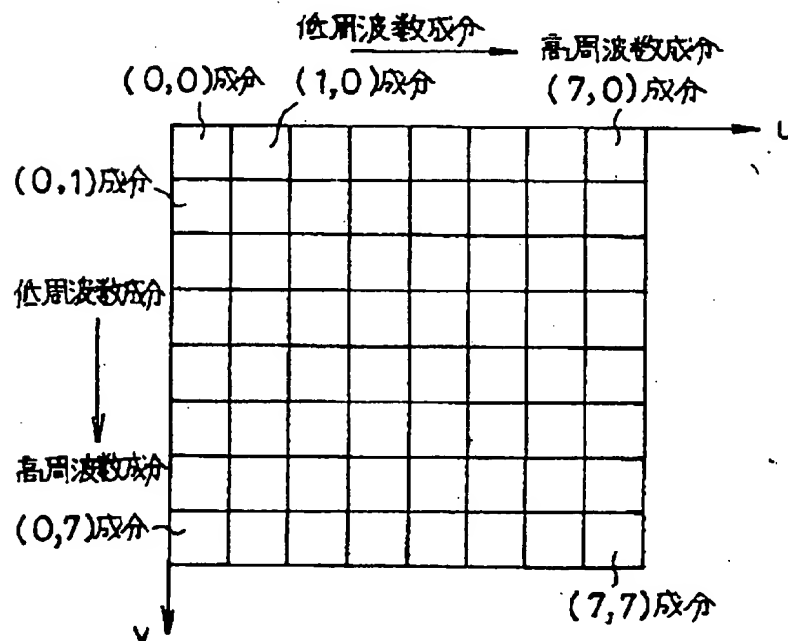 低周波数成分
高周波数成分
(0,0)成分 (1,0)成分 (7,0)成分
(0,1)成分
低周波数成分
高周波数成分
(0,7)成分
(7,7)成分